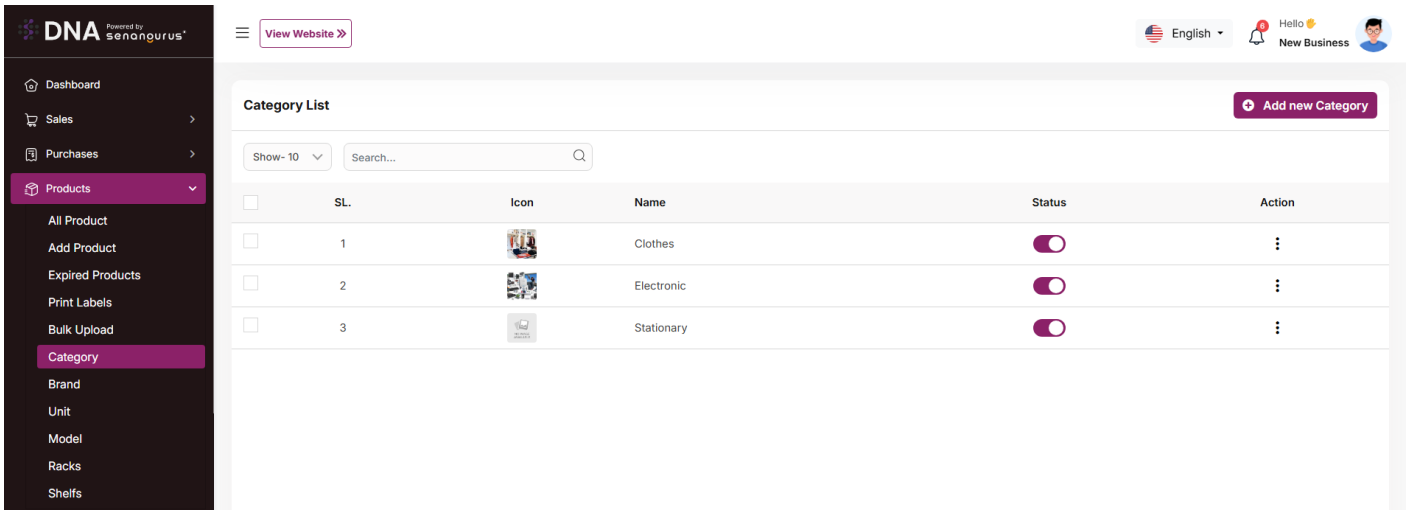 DNA Powered by senangurus
View Website
English
6
Hello
New Business
Dashboard
Sales
Purchases
Products
All Product
Add Product
Expired Products
Print Labels
Bulk Upload
Category
Brand
Unit
Model
Racks
Shelfs
Category List
Add new Category
Show- 10
Search...
SL. Icon Name Status Action
1 Clothes
2 Electronic
3 Stationary